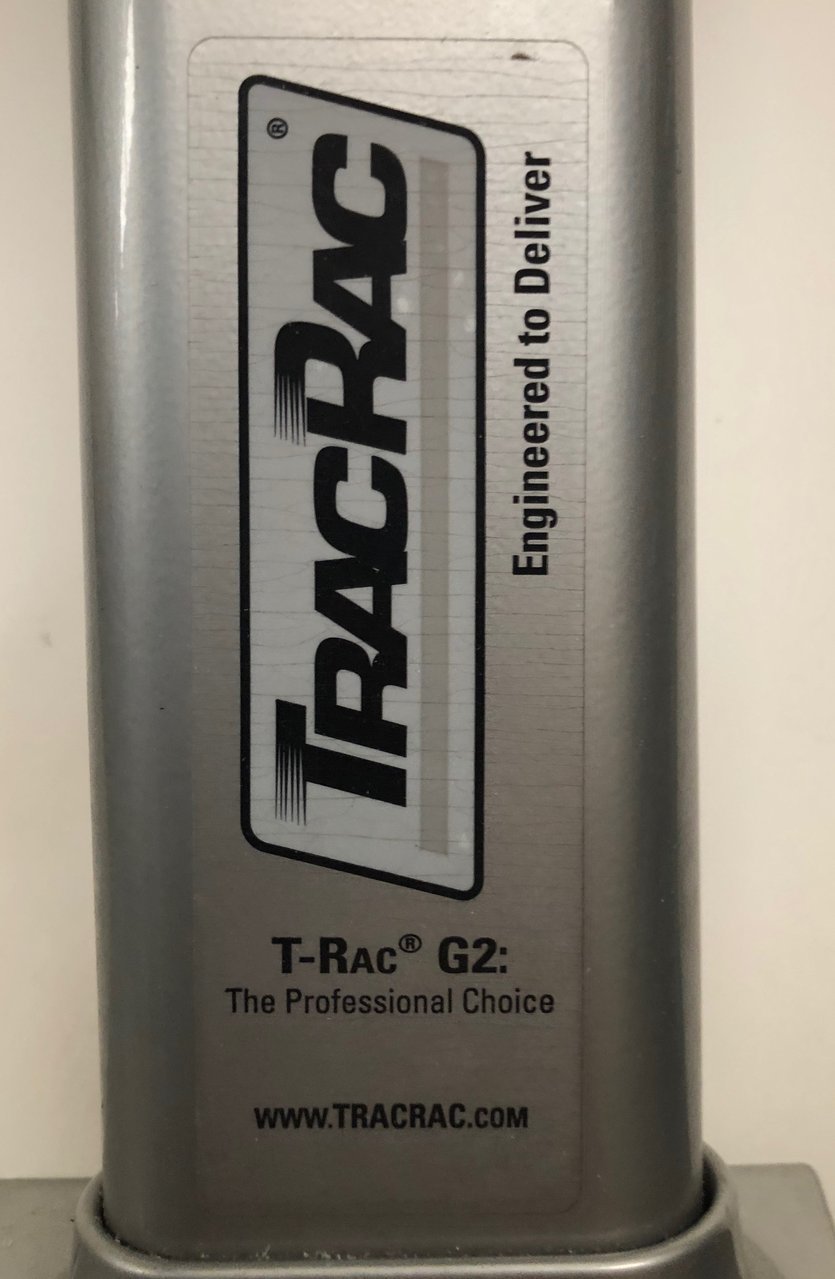 TRACRAC®
Engineered to Deliver
T-RAC® G2:
The Professional Choice
WWW.TRACRAC.COM